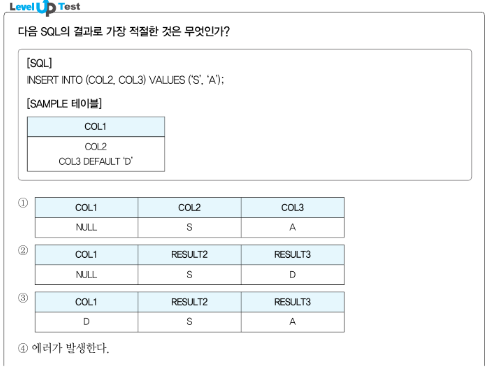 Level Up Test
다음 SQL의 결과로 가장 적절한 것은 무엇인가?
[SQL]
INSERT INTO (COL2, COL3) VALUES ('S', 'A');
[SAMPLE 테이블]
COL1
COL2
COL3 DEFAULT 'D'
① COL1 COL2 COL3
NULL S A
② COL1 RESULT2 RESULT3
NULL S D
③ COL1 RESULT2 RESULT3
D S A
④ 에러가 발생한다.